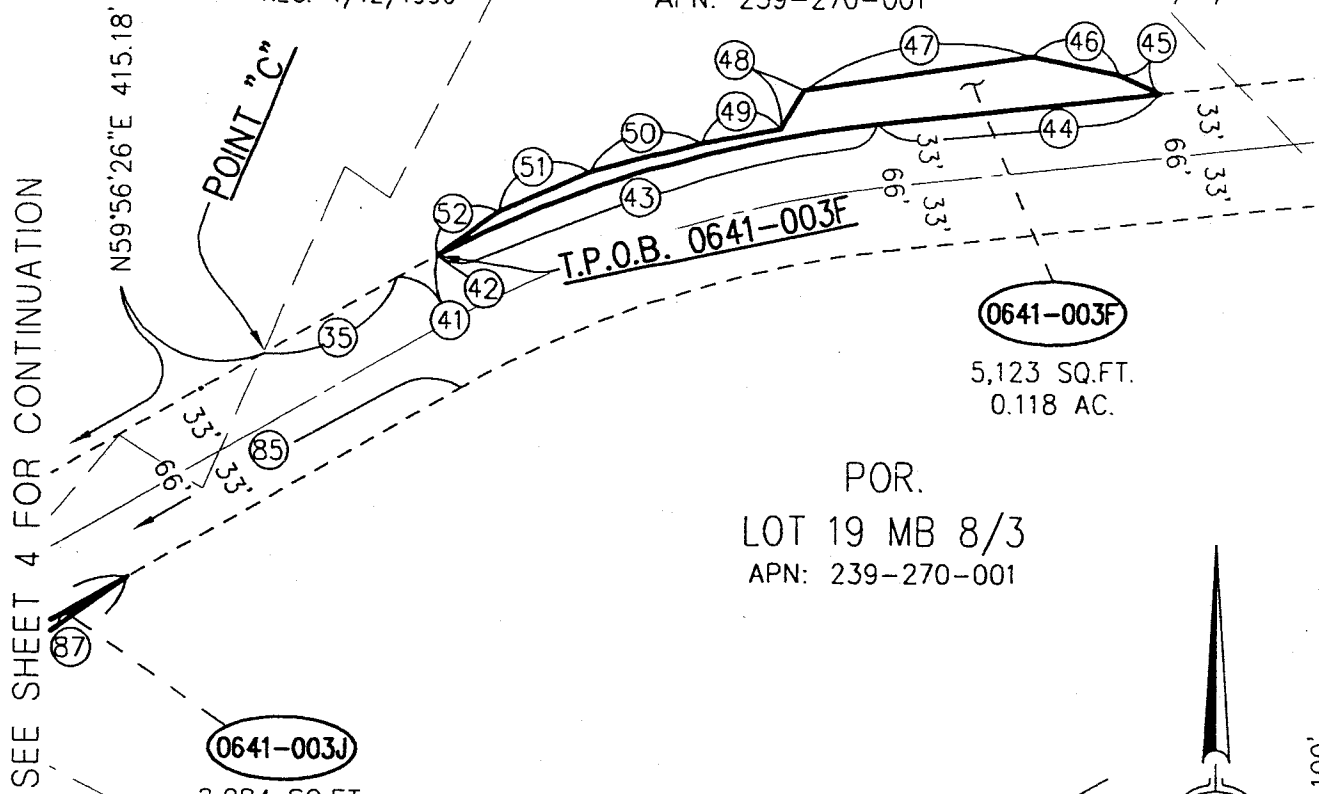 APN: 259-270-001
N59°56'26"E 415.18'
POINT "C"
SEE SHEET 4 FOR CONTINUATION
48
47
46
45
49
50
51
52
44
43
42
41
35
85
87
33'
33'
66'
33'
33'
66'
33'
33'
66'
T.P.O.B. 0641-003F
0641-003F
5,123 SQ.FT.
0.118 AC.
POR.
LOT 19 MB 8/3
APN: 239-270-001
0641-003J
100'